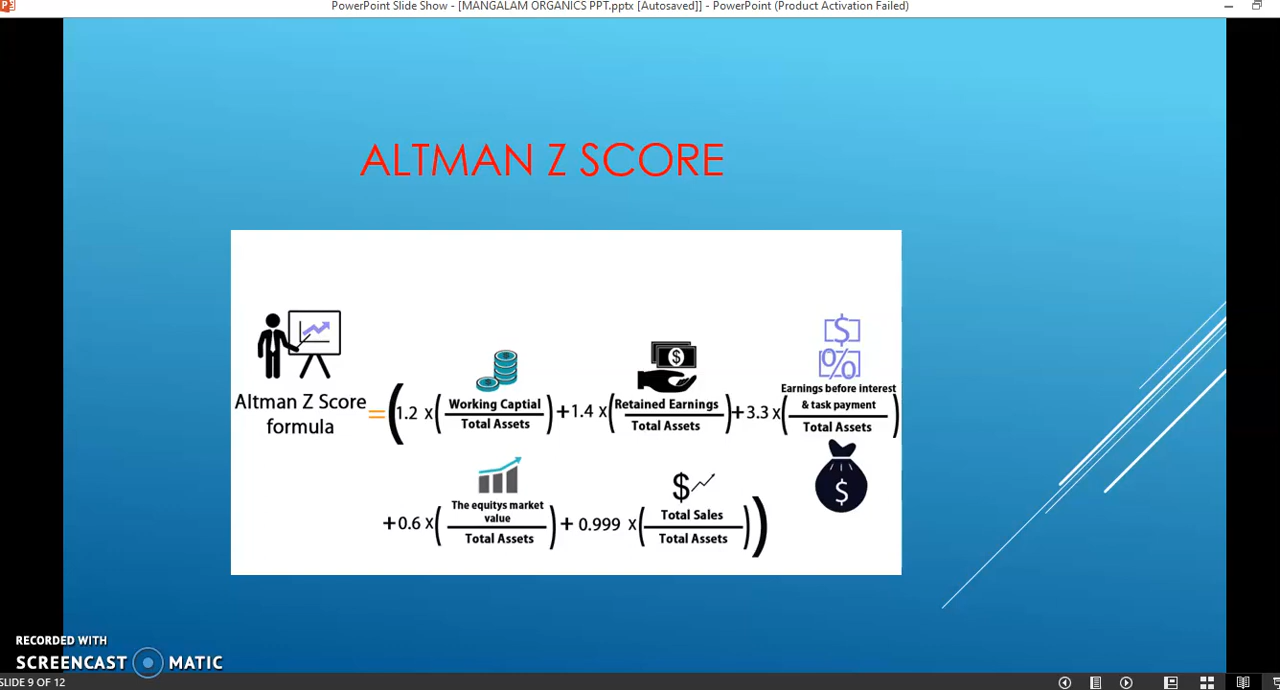 PowerPoint Slide Show - [MANGALAM ORGANICS PPT.pptx [Autosaved]] - PowerPoint (Product Activation Failed)
ALTMAN Z SCORE
Altman Z Score
formula
= (1.2 x (Working Captial / Total Assets) +1.4 x (Retained Earnings / Total Assets) +3.3 x (Earnings before interest & task payment / Total Assets)
+0.6 x (The equitys market value / Total Assets) + 0.999 x (Total Sales / Total Assets))
RECORDED WITH
SCREENCAST MATIC
SLIDE 9 OF 12